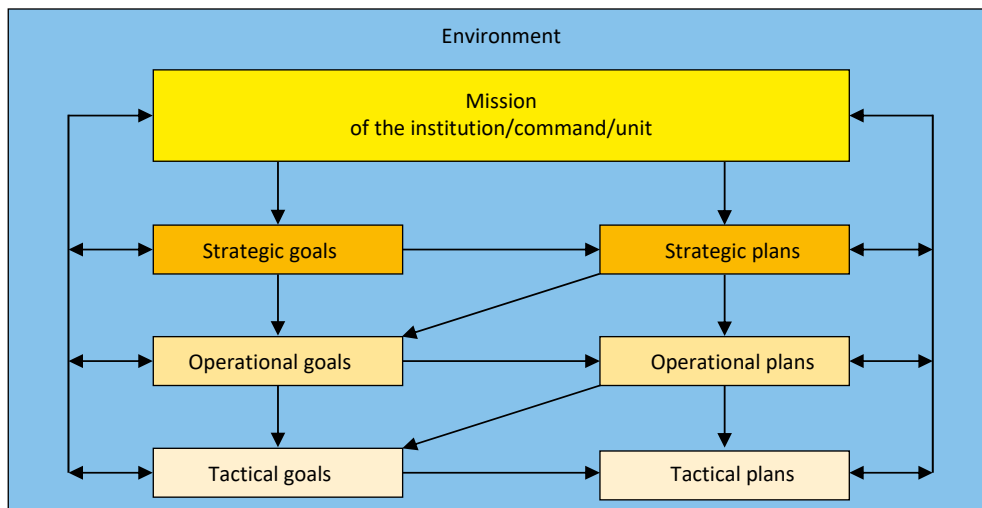 Environment
Mission
of the institution/command/unit
Strategic goals
Strategic plans
Operational goals
Operational plans
Tactical goals
Tactical plans